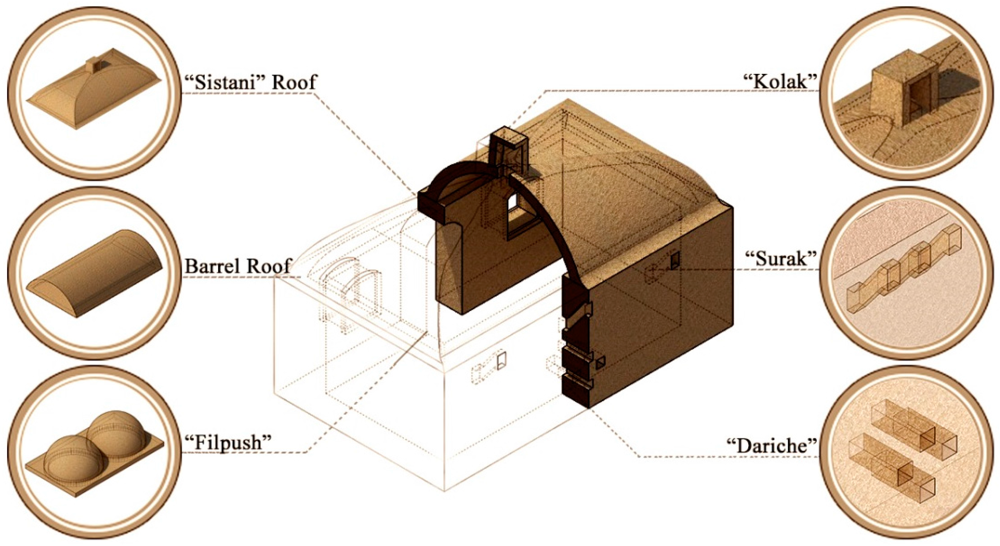 “Sistani” Roof
Barrel Roof
“Filpush”
“Kolak”
“Surak”
“Dariche”